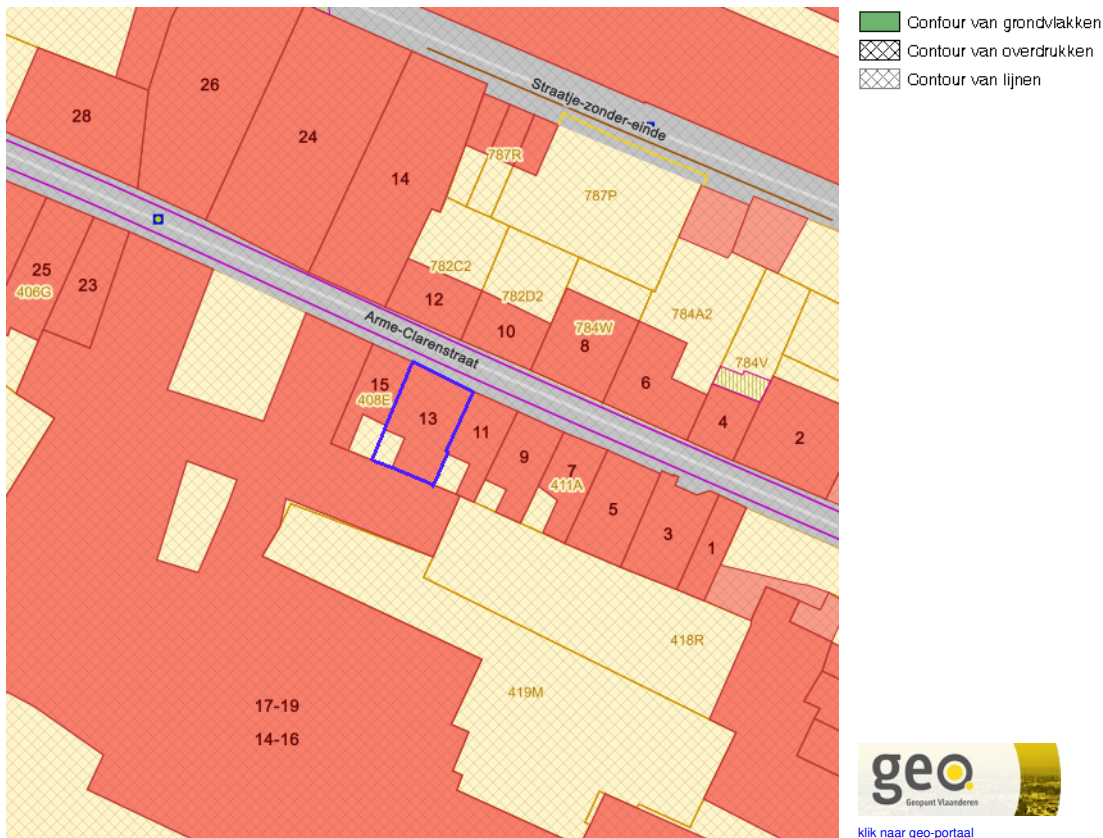 Contour van grondvlakken
Contour van overdrukken
Contour van lijnen
Straatje-zonder-einde
26
28
24
787R
14
787P
25
23
406G
782C2
12
782D2
10
784W
8
784A2
6
784V
4
2
Arme-Clarenstraat
15
408E
13
11
9
7
411A
5
3
1
418R
419M
17-19
14-16
geo.
Geopunt Vlaanderen
klik naar geo-portaal